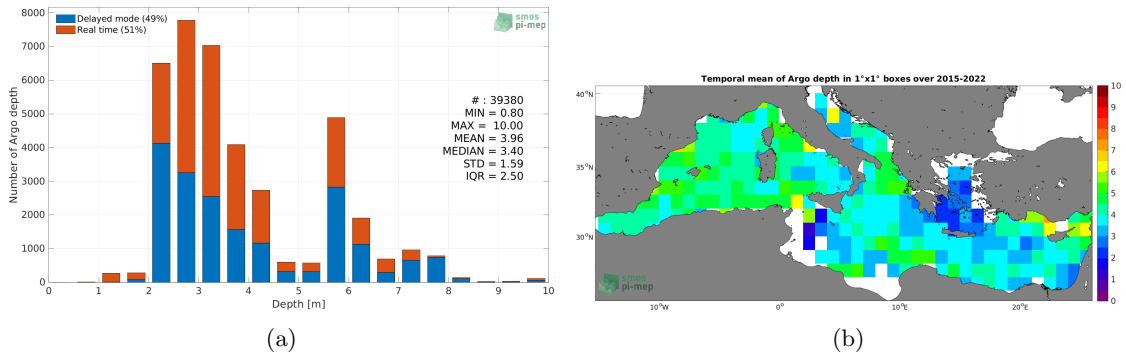 Delayed mode (49%)
Real time (51%)
smos
pi-mep
Number of Argo depth
8000
7000
6000
5000
4000
3000
2000
1000
0
# : 39380
MIN = 0.80
MAX = 10.00
MEAN = 3.96
MEDIAN = 3.40
STD = 1.59
IQR = 2.50
0 1 2 3 4 5 6 7 8 9 10
Depth [m]
(a)
Temporal mean of Argo depth in 1°x1° boxes over 2015-2022
40°N
35°N
30°N
10°W 0° 10°E 20°E
smos
pi-mep
10
9
8
7
6
5
4
3
2
1
0
(b)